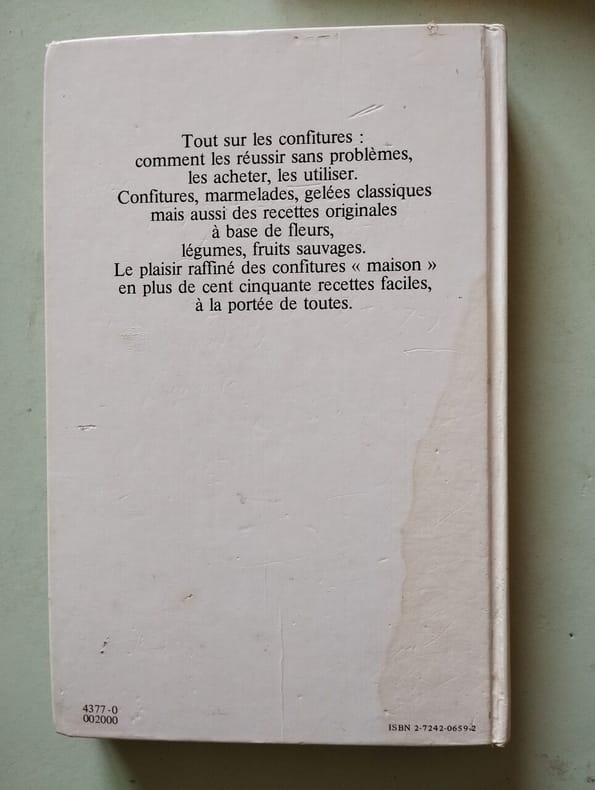 Tout sur les confitures :
comment les réussir sans problèmes,
les acheter, les utiliser.
Confitures, marmelades, gelées classiques
mais aussi des recettes originales
à base de fleurs,
légumes, fruits sauvages.
Le plaisir raffiné des confitures « maison »
en plus de cent cinquante recettes faciles,
à la portée de toutes.
4377-0
002000
ISBN 2-7242-0659-2